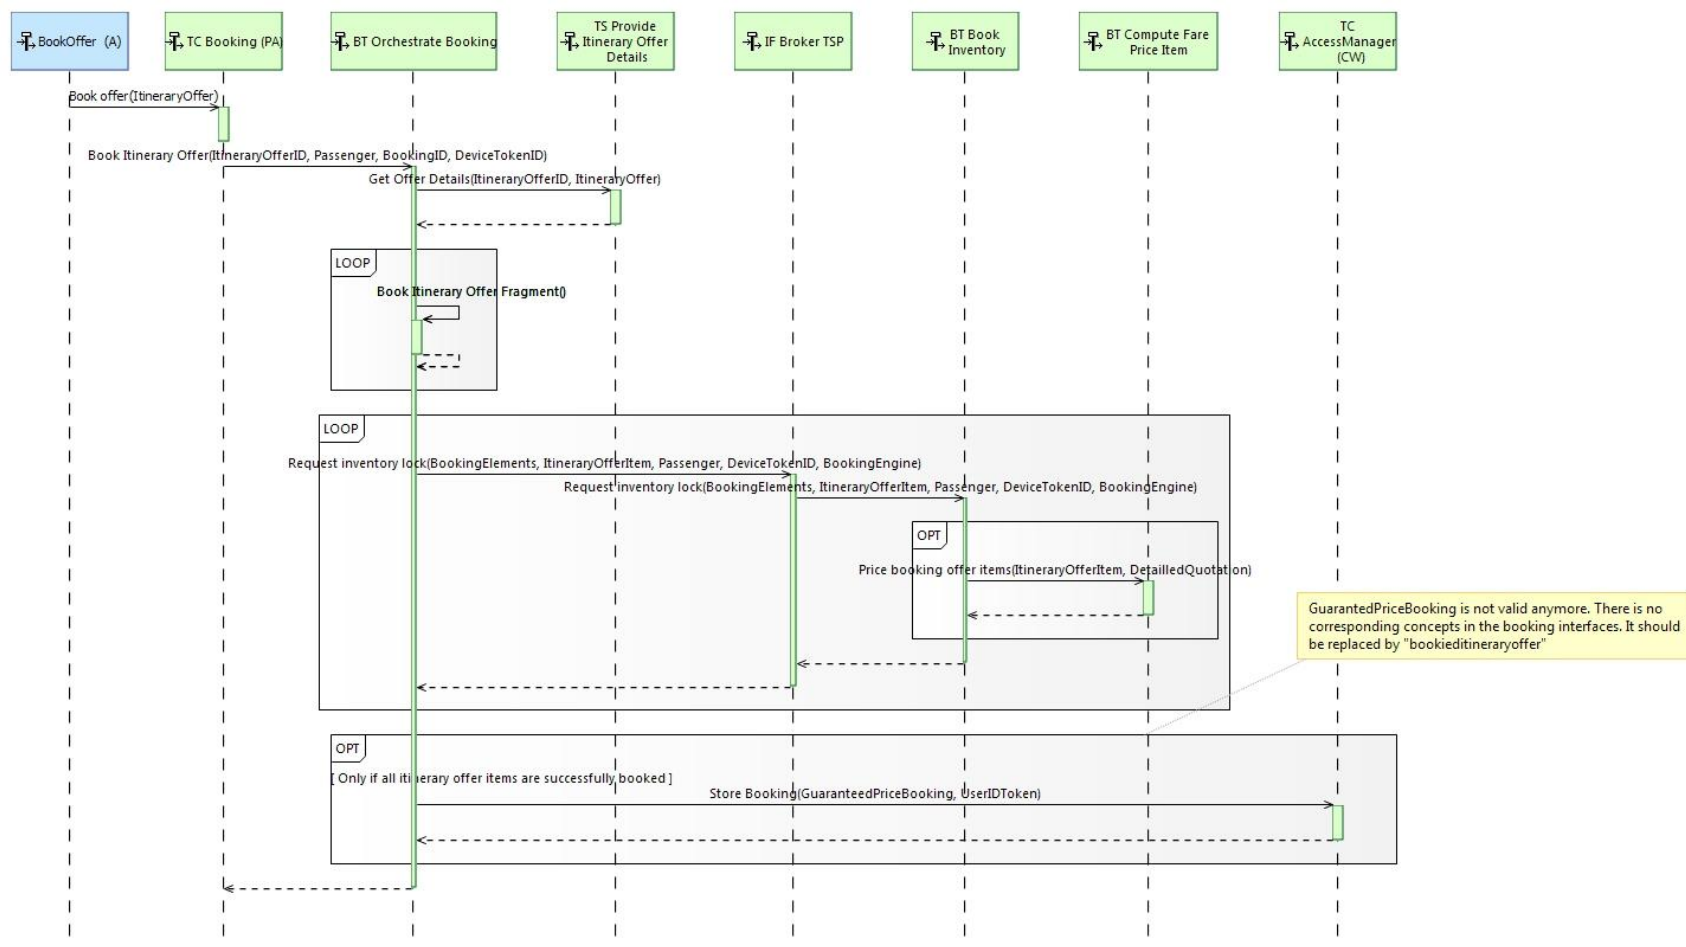 BookOffer (A)
TC Booking (PA)
BT Orchestrate Booking
TS Provide
Itinerary Offer
Details
IF Broker TSP
BT Book
Inventory
BT Compute Fare
Price Item
TC
AccessManager
(CW)
Book offer(ItineraryOffer)
Book Itinerary Offer(ItineraryOfferID, Passenger, BookingID, DeviceTokenID)
Get Offer Details(ItineraryOfferID, ItineraryOffer)
LOOP
Book Itinerary Offer Fragment()
LOOP
Request inventory lock(BookingElements, ItineraryOfferItem, Passenger, DeviceTokenID, BookingEngine)
Request inventory lock(BookingElements, ItineraryOfferItem, Passenger, DeviceTokenID, BookingEngine)
OPT
Price booking offer items(ItineraryOfferItem, DetailledQuotation)
GuarantedPriceBooking is not valid anymore. There is no
corresponding concepts in the booking interfaces. It should
be replaced by "bookieditineraryoffer"
OPT
[ Only if all itinerary offer items are successfully booked ]
Store Booking(GuaranteedPriceBooking, UserIDToken)